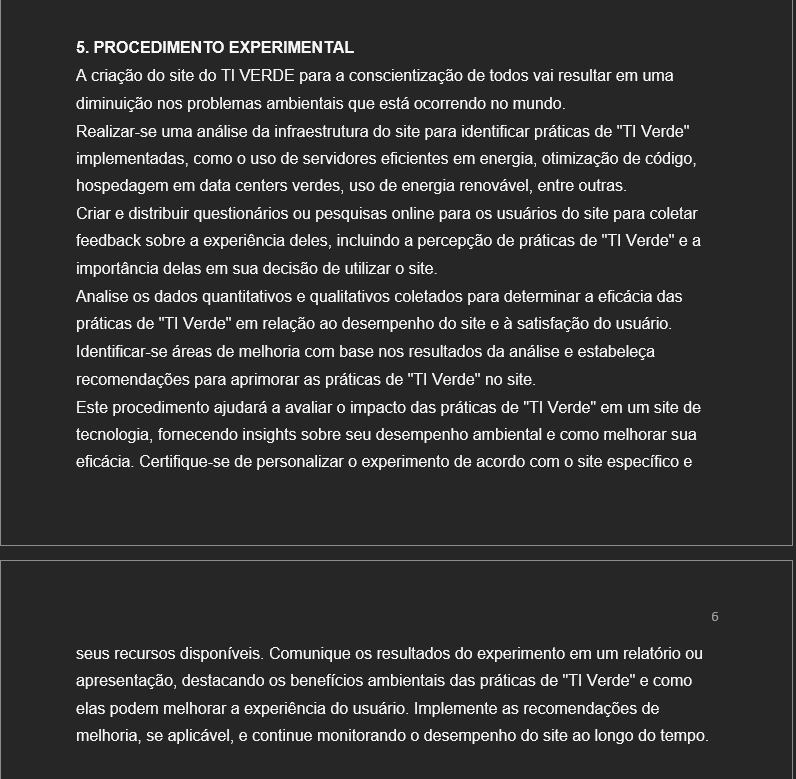 5. PROCEDIMENTO EXPERIMENTAL
A criação do site do TI VERDE para a conscientização de todos vai resultar em uma
diminuição nos problemas ambientais que está ocorrendo no mundo.
Realizar-se uma análise da infraestrutura do site para identificar práticas de "TI Verde"
implementadas, como o uso de servidores eficientes em energia, otimização de código,
hospedagem em data centers verdes, uso de energia renovável, entre outras.
Criar e distribuir questionários ou pesquisas online para os usuários do site para coletar
feedback sobre a experiência deles, incluindo a percepção de práticas de "TI Verde" e a
importância delas em sua decisão de utilizar o site.
Analise os dados quantitativos e qualitativos coletados para determinar a eficácia das
práticas de "TI Verde" em relação ao desempenho do site e à satisfação do usuário.
Identificar-se áreas de melhoria com base nos resultados da análise e estabeleça
recomendações para aprimorar as práticas de "TI Verde" no site.
Este procedimento ajudará a avaliar o impacto das práticas de "TI Verde" em um site de
tecnologia, fornecendo insights sobre seu desempenho ambiental e como melhorar sua
eficácia. Certifique-se de personalizar o experimento de acordo com o site específico e
6
seus recursos disponíveis. Comunique os resultados do experimento em um relatório ou
apresentação, destacando os benefícios ambientais das práticas de "TI Verde" e como
elas podem melhorar a experiência do usuário. Implemente as recomendações de
melhoria, se aplicável, e continue monitorando o desempenho do site ao longo do tempo.